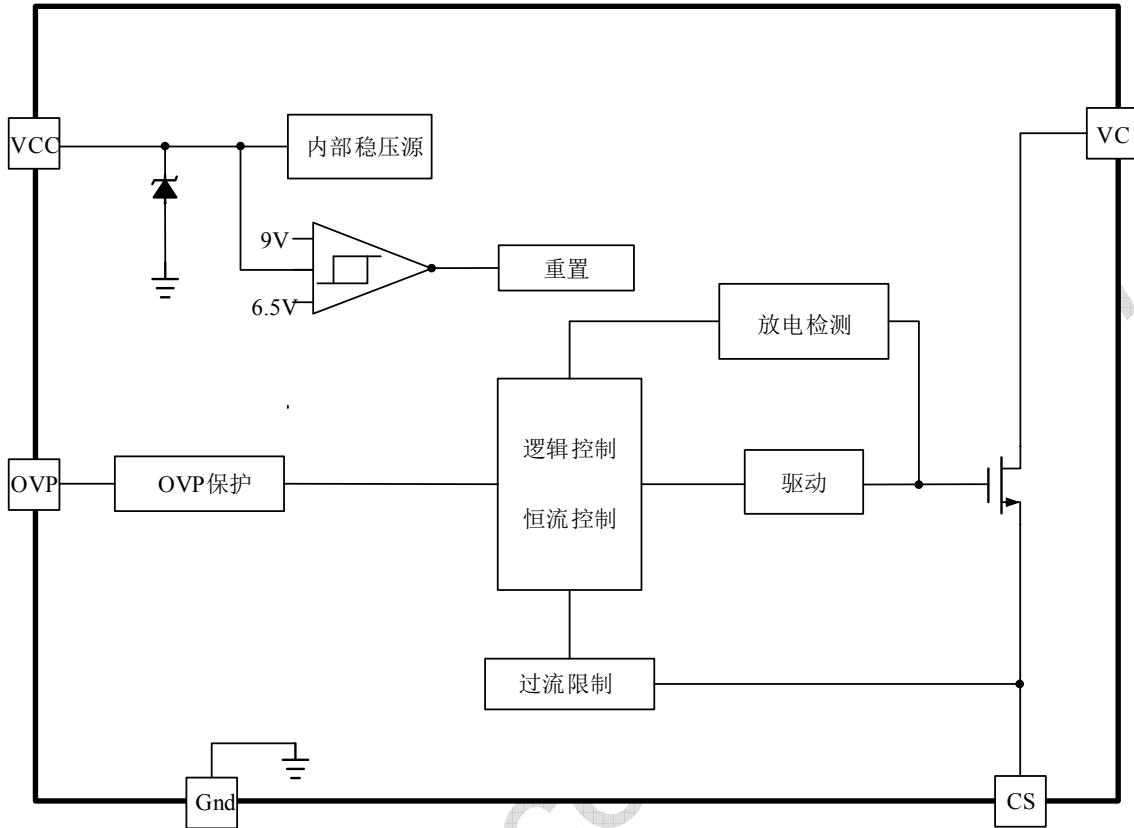 VCC
内部稳压源
VC
9V
6.5V
重置
放电检测
逻辑控制
恒流控制
OVP
OVP保护
驱动
过流限制
Gnd
CS